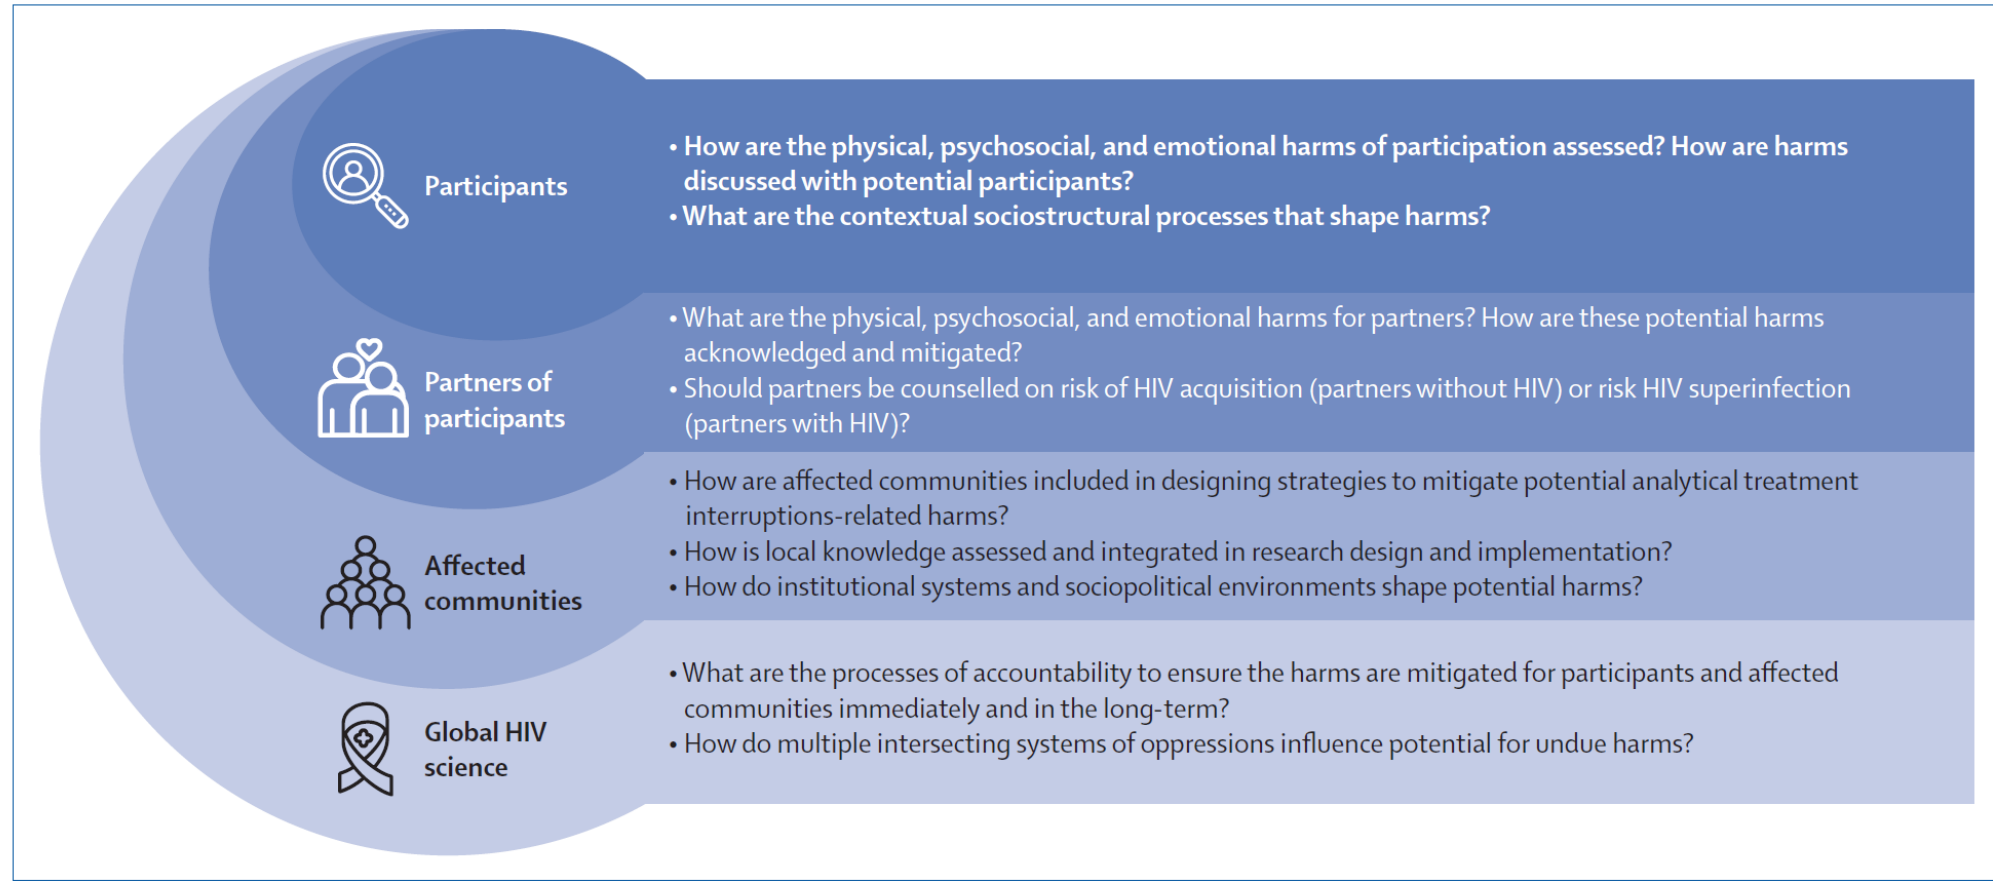 Participants
• How are the physical, psychosocial, and emotional harms of participation assessed? How are harms
discussed with potential participants?
• What are the contextual sociostructural processes that shape harms?
Partners of
participants
• What are the physical, psychosocial, and emotional harms for partners? How are these potential harms
acknowledged and mitigated?
• Should partners be counselled on risk of HIV acquisition (partners without HIV) or risk HIV superinfection
(partners with HIV)?
Affected
communities
• How are affected communities included in designing strategies to mitigate potential analytical treatment
interruptions-related harms?
• How is local knowledge assessed and integrated in research design and implementation?
• How do institutional systems and sociopolitical environments shape potential harms?
Global HIV
science
• What are the processes of accountability to ensure the harms are mitigated for participants and affected
communities immediately and in the long-term?
• How do multiple intersecting systems of oppressions influence potential for undue harms?